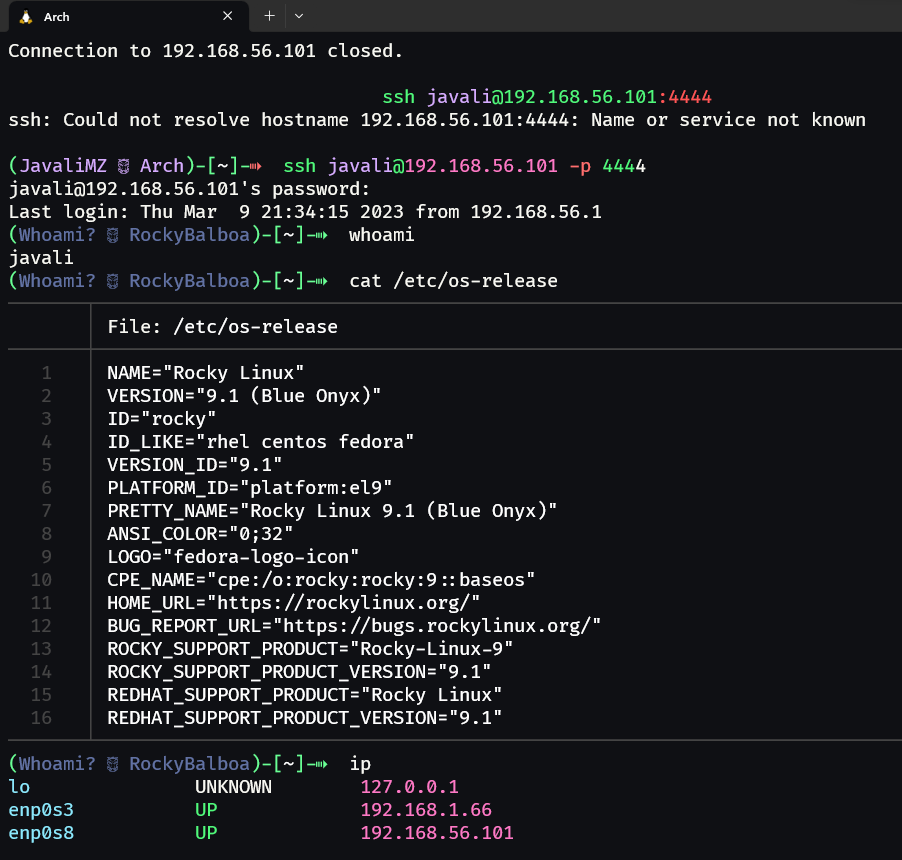 Arch
Connection to 192.168.56.101 closed.
ssh javali@192.168.56.101:4444
ssh: Could not resolve hostname 192.168.56.101:4444: Name or service not known
(JavaliMZ Arch)-[~]-➠ ssh javali@192.168.56.101 -p 4444
javali@192.168.56.101's password:
Last login: Thu Mar  9 21:34:15 2023 from 192.168.56.1
(Whoami? RockyBalboa)-[~]-➠ whoami
javali
(Whoami? RockyBalboa)-[~]-➠ cat /etc/os-release
File: /etc/os-release
1 NAME="Rocky Linux"
2 VERSION="9.1 (Blue Onyx)"
3 ID="rocky"
4 ID_LIKE="rhel centos fedora"
5 VERSION_ID="9.1"
6 PLATFORM_ID="platform:el9"
7 PRETTY_NAME="Rocky Linux 9.1 (Blue Onyx)"
8 ANSI_COLOR="0;32"
9 LOGO="fedora-logo-icon"
10 CPE_NAME="cpe:/o:rocky:rocky:9::baseos"
11 HOME_URL="https://rockylinux.org/"
12 BUG_REPORT_URL="https://bugs.rockylinux.org/"
13 ROCKY_SUPPORT_PRODUCT="Rocky-Linux-9"
14 ROCKY_SUPPORT_PRODUCT_VERSION="9.1"
15 REDHAT_SUPPORT_PRODUCT="Rocky Linux"
16 REDHAT_SUPPORT_PRODUCT_VERSION="9.1"
(Whoami? RockyBalboa)-[~]-➠ ip
lo UNKNOWN 127.0.0.1
enp0s3 UP 192.168.1.66
enp0s8 UP 192.168.56.101